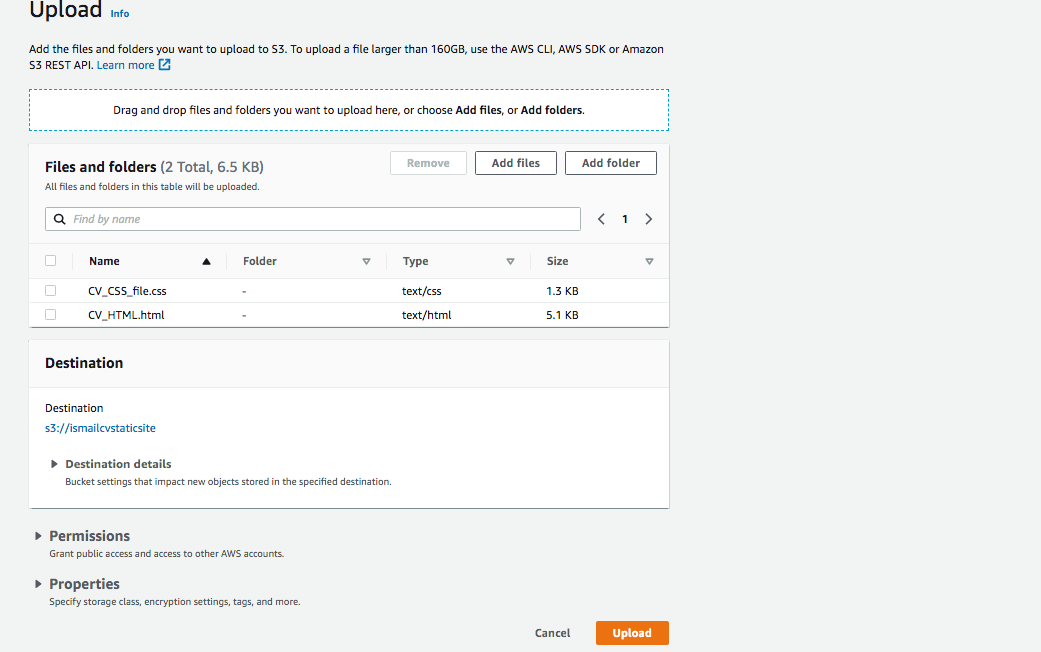 Upload Info
Add the files and folders you want to upload to S3. To upload a file larger than 160GB, use the AWS CLI, AWS SDK or Amazon
S3 REST API. Learn more
Drag and drop files and folders you want to upload here, or choose Add files, or Add folders.
Files and folders (2 Total, 6.5 KB)
Remove Add files Add folder
All files and folders in this table will be uploaded.
Find by name
1
Name Folder Type Size
CV_CSS_file.css - text/css 1.3 KB
CV_HTML.html - text/html 5.1 KB
Destination
Destination
s3://ismailcvstaticsite
Destination details
Bucket settings that impact new objects stored in the specified destination.
Permissions
Grant public access and access to other AWS accounts.
Properties
Specify storage class, encryption settings, tags, and more.
Cancel Upload